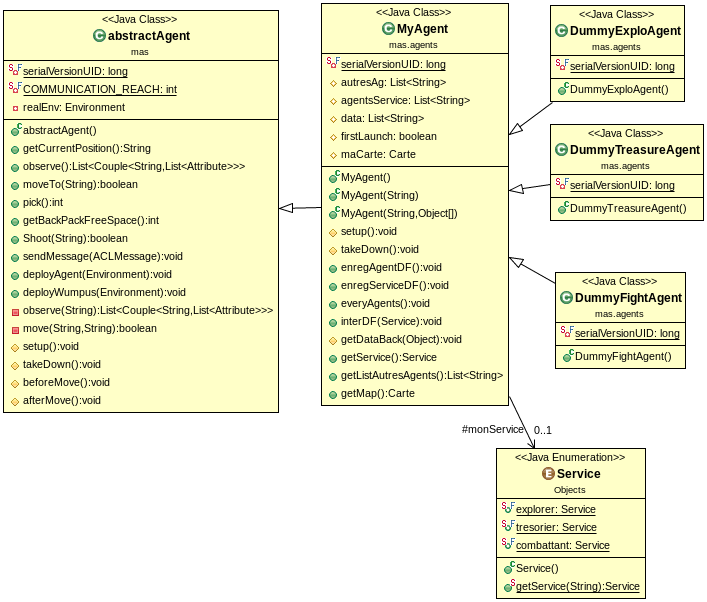 <<Java Class>>
abstractAgent
mas
serialVersionUID: long
COMMUNICATION_REACH: int
realEnv: Environment
abstractAgent()
getCurrentPosition():String
observe():List<Couple<String,List<Attribute>>>
moveTo(String):boolean
pick():int
getBackPackFreeSpace():int
Shoot(String):boolean
sendMessage(ACLMessage):void
deployAgent(Environment):void
deployWumpus(Environment):void
observe(String):List<Couple<String,List<Attribute>>>
move(String,String):boolean
setup():void
takeDown():void
beforeMove():void
afterMove():void
<<Java Class>>
MyAgent
mas.agents
serialVersionUID: long
autresAg: List<String>
agentsService: List<String>
data: List<String>
firstLaunch: boolean
maCarte: Carte
MyAgent()
MyAgent(String)
MyAgent(String,Object[])
setup():void
takeDown():void
enregAgentDF():void
enregServiceDF():void
everyAgents():void
interDF(Service):void
getDataBack(Object):void
getService():Service
getListAutresAgents():List<String>
getMap():Carte
<<Java Class>>
DummyExploAgent
mas.agents
serialVersionUID: long
DummyExploAgent()
<<Java Class>>
DummyTreasureAgent
mas.agents
serialVersionUID: long
DummyTreasureAgent()
<<Java Class>>
DummyFightAgent
mas.agents
serialVersionUID: long
DummyFightAgent()
#monService 0..1
<<Java Enumeration>>
Service
Objects
explorer: Service
tresorier: Service
combattant: Service
Service()
getService(String):Service